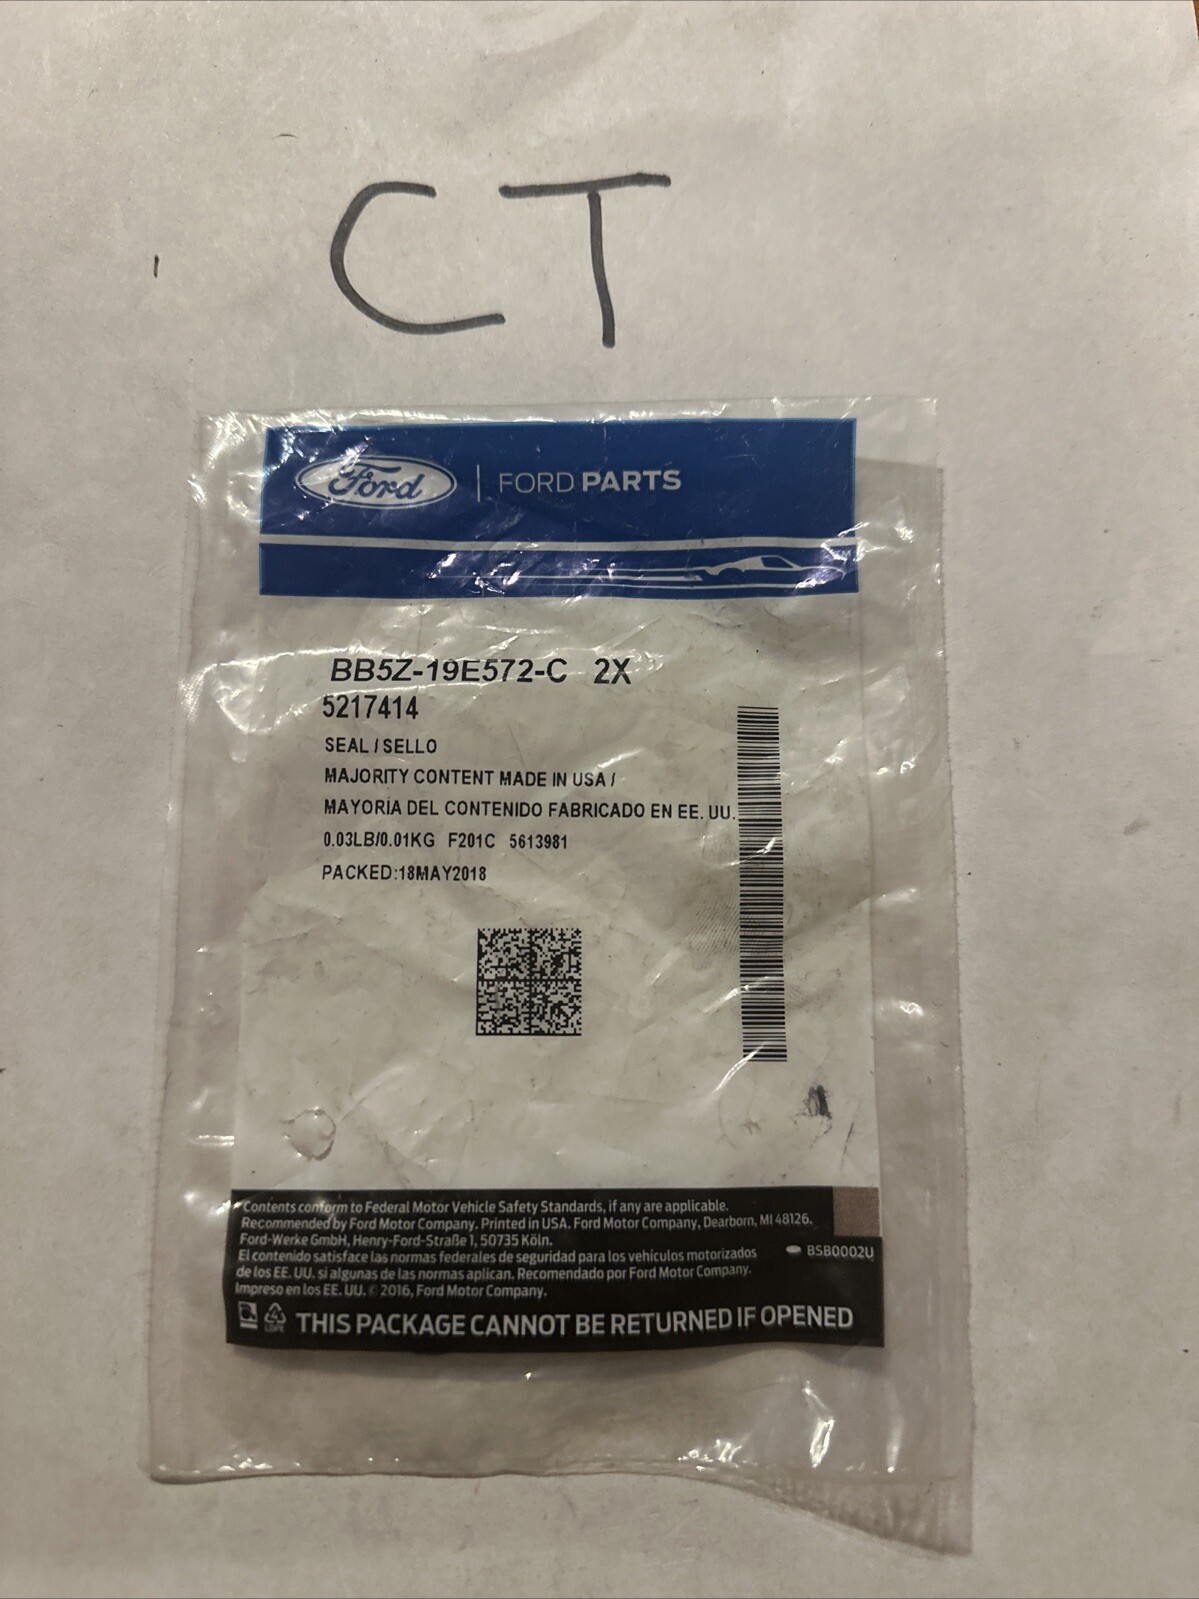 CT
Ford | FORD PARTS
TM
BB5Z-19E572-C 2X
5217414
SEAL / SELLO
MAJORITY CONTENT MADE IN USA /
MAYORIA DEL CONTENIDO FABRICADO EN EE. UU.
0.03LB/0.01KG F201C 5613981
PACKED:18MAY2018
Contents conform to Federal Motor Vehicle Safety Standards, if any are applicable.
Recommended by Ford Motor Company. Printed in USA. Ford Motor Company, Dearborn, MI 48126.
Ford-Werke GmbH, Henry-Ford-Straße 1, 50735 Köln.
El contenido satisface las normas federales de seguridad para los vehículos motorizados
de los EE. UU. si algunas de las normas aplican. Recomendado por Ford Motor Company.
Impreso en los EE. UU. © 2016, Ford Motor Company.
BSB0002U
4
LDPE
THIS PACKAGE CANNOT BE RETURNED IF OPENED